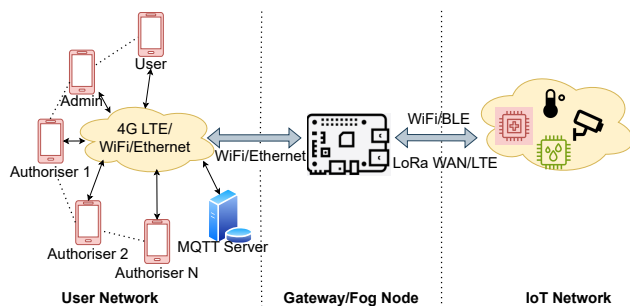 User
Admin
4G LTE/
WiFi/Ethernet
Authoriser 1
Authoriser 2
Authoriser N
MQTT Server
WiFi/Ethernet
WiFi/BLE
LoRa WAN/LTE
User Network
Gateway/Fog Node
IoT Network